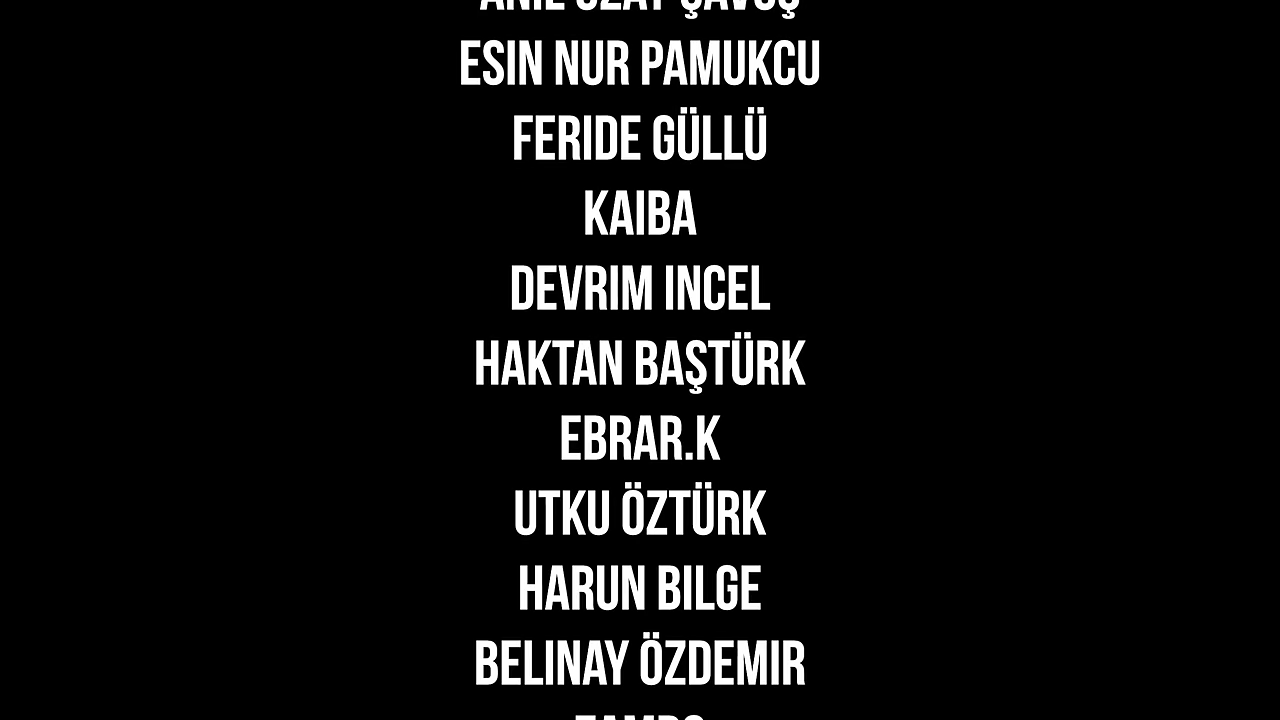 ESIN NUR PAMUKCU
FERIDE GÜLLÜ
KAIBA
DEVRIM INCEL
HAKTAN BAŞTÜRK
EBRAR.K
UTKU ÖZTÜRK
HARUN BILGE
BELINAY ÖZDEMIR